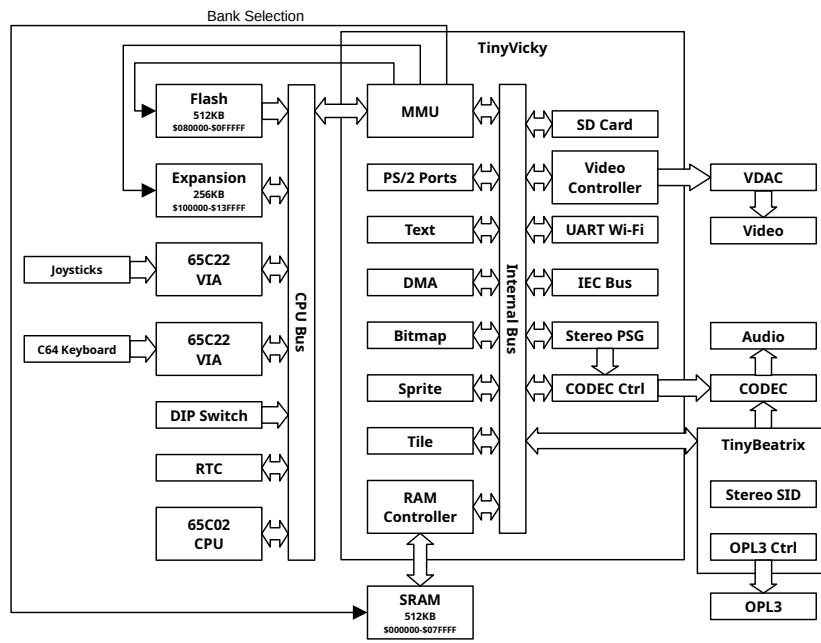 Bank Selection
TinyVicky
Flash
512KB
$080000-$0FFFFF
MMU
SD Card
Expansion
256KB
$100000-$13FFFF
PS/2 Ports
Video
Controller
VDAC
Text
UART Wi-Fi
Video
Joysticks
65C22
VIA
CPU Bus
DMA
Internal Bus
IEC Bus
C64 Keyboard
65C22
VIA
Bitmap
Stereo PSG
Audio
Sprite
CODEC Ctrl
CODEC
DIP Switch
Tile
TinyBeatrix
RTC
RAM
Controller
Stereo SID
65C02
CPU
OPL3 Ctrl
SRAM
512KB
$000000-$07FFFF
OPL3